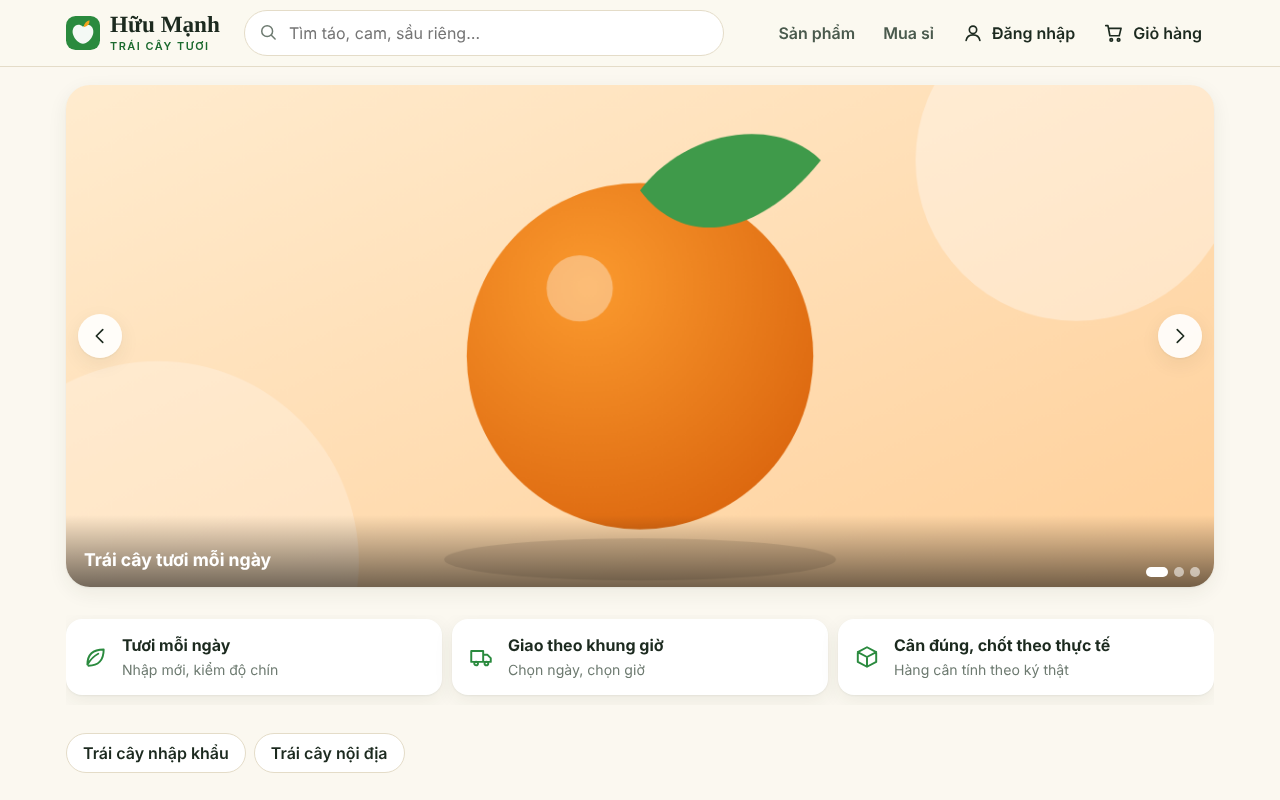 Hữu Mạnh
TRÁI CÂY TƯƠI
Tìm táo, cam, sầu riêng...
Sản phẩm
Mua sỉ
Đăng nhập
Giỏ hàng
Trái cây tươi mỗi ngày
Tươi mỗi ngày
Nhập mới, kiểm độ chín
Giao theo khung giờ
Chọn ngày, chọn giờ
Cân đúng, chốt theo thực tế
Hàng cân tính theo ký thật
Trái cây nhập khẩu
Trái cây nội địa